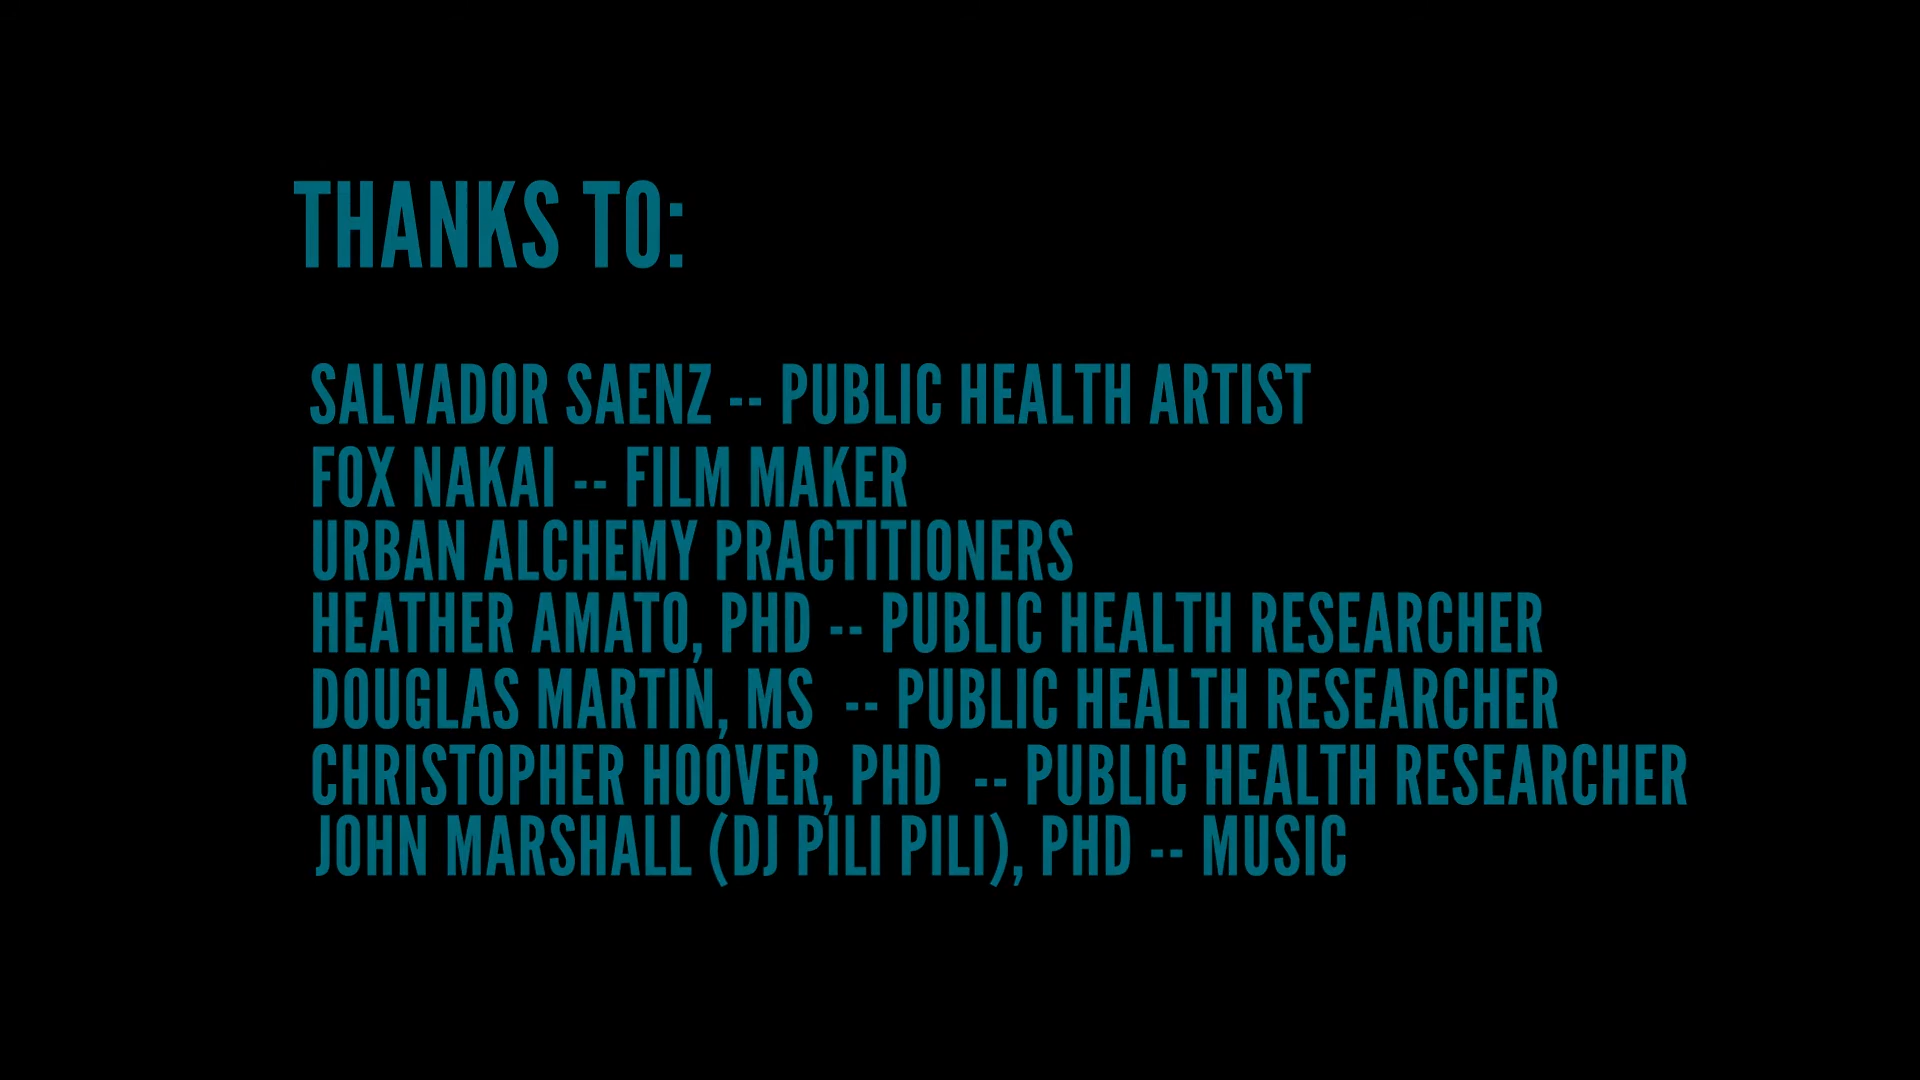 THANKS TO:
SALVADOR SAENZ -- PUBLIC HEALTH ARTIST
FOX NAKAI -- FILM MAKER
URBAN ALCHEMY PRACTITIONERS
HEATHER AMATO, PHD -- PUBLIC HEALTH RESEARCHER
DOUGLAS MARTIN, MS -- PUBLIC HEALTH RESEARCHER
CHRISTOPHER HOOVER, PHD -- PUBLIC HEALTH RESEARCHER
JOHN MARSHALL (DJ PILI PILI), PHD -- MUSIC